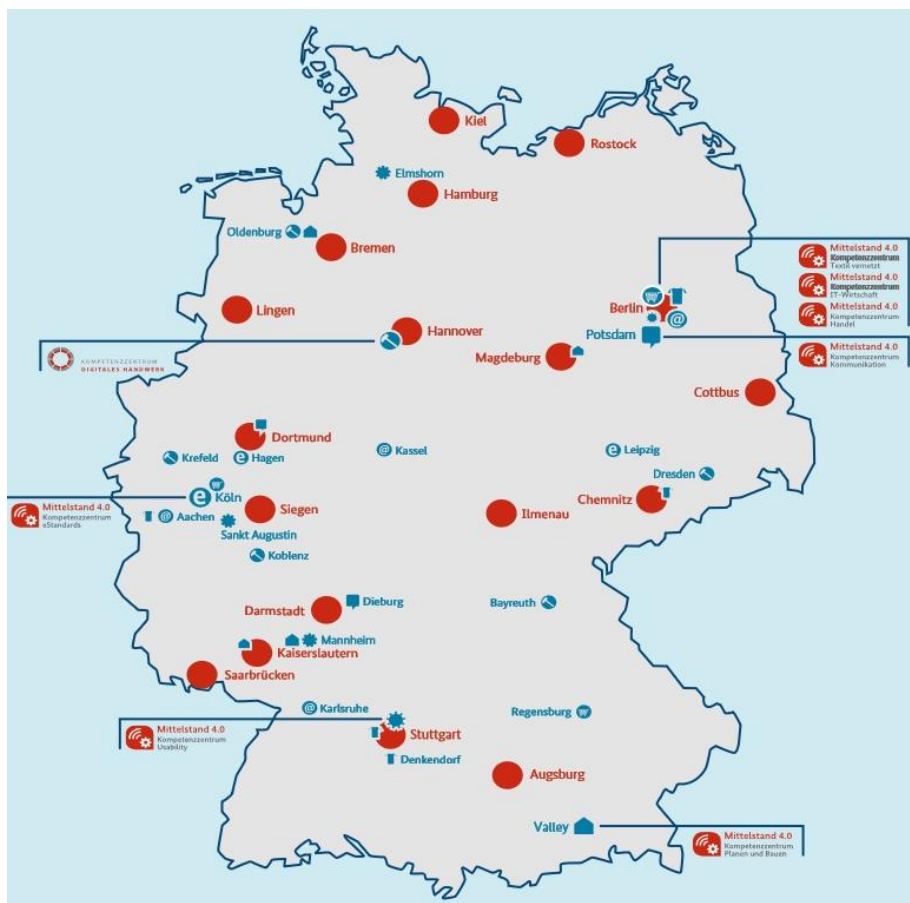 Kiel
Rostock
Elmshorn
Hamburg
Oldenburg
Bremen
Mittelstand 4.0
Kompetenzzentrum
Textil vernetzt
Mittelstand 4.0
Kompetenzzentrum
IT-Wirtschaft
Mittelstand 4.0
Kompetenzzentrum
Handel
Lingen
Berlin
@
Hannover
Potsdam
Mittelstand 4.0
Kompetenzzentrum
Kommunikation
KOMPETENZZENTRUM
DIGITALES HANDWERK
Magdeburg
Cottbus
Dortmund
Krefeld
e Hagen
@ Kassel
e Leipzig
Dresden
e Köln
Chemnitz
Mittelstand 4.0
Kompetenzzentrum
eStandards
@ Aachen
Siegen
Ilmenau
Sankt Augustin
Koblenz
Darmstadt
Dieburg
Bayreuth
Mannheim
Kaiserslautern
Saarbrücken
@ Karlsruhe
Regensburg
Mittelstand 4.0
Kompetenzzentrum
Usability
Stuttgart
Denkendorf
Augsburg
Valley
Mittelstand 4.0
Kompetenzzentrum
Planen und Bauen